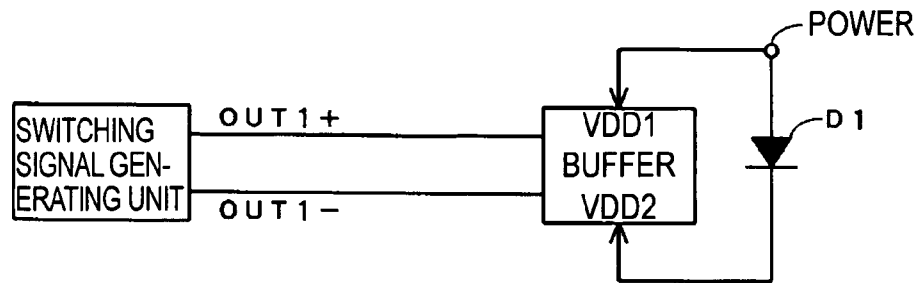 POWER
SWITCHING
SIGNAL GEN-
ERATING UNIT
OUT1+
OUT1−
VDD1
BUFFER
VDD2
D1